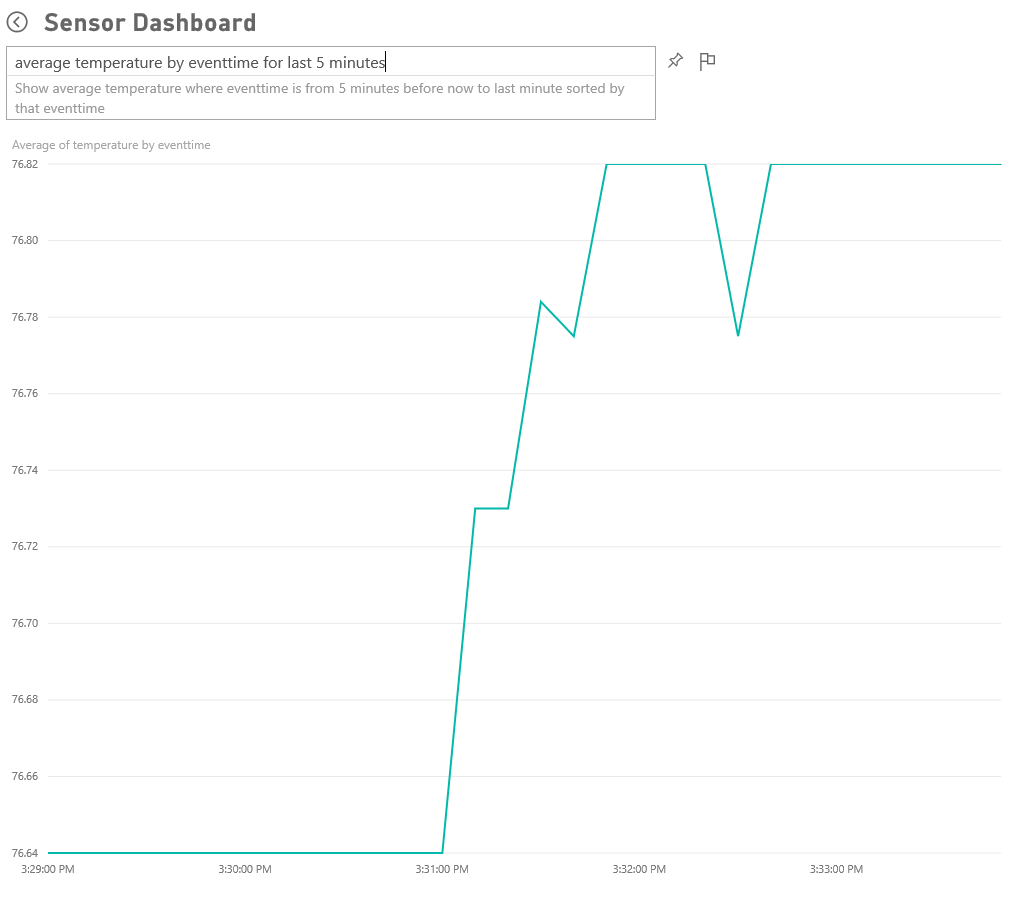 Sensor Dashboard
average temperature by eventtime for last 5 minutes
Show average temperature where eventtime is from 5 minutes before now to last minute sorted by
that eventtime
Average of temperature by eventtime
76.82
76.80
76.78
76.76
76.74
76.72
76.70
76.68
76.66
76.64
3:29:00 PM 3:30:00 PM 3:31:00 PM 3:32:00 PM 3:33:00 PM